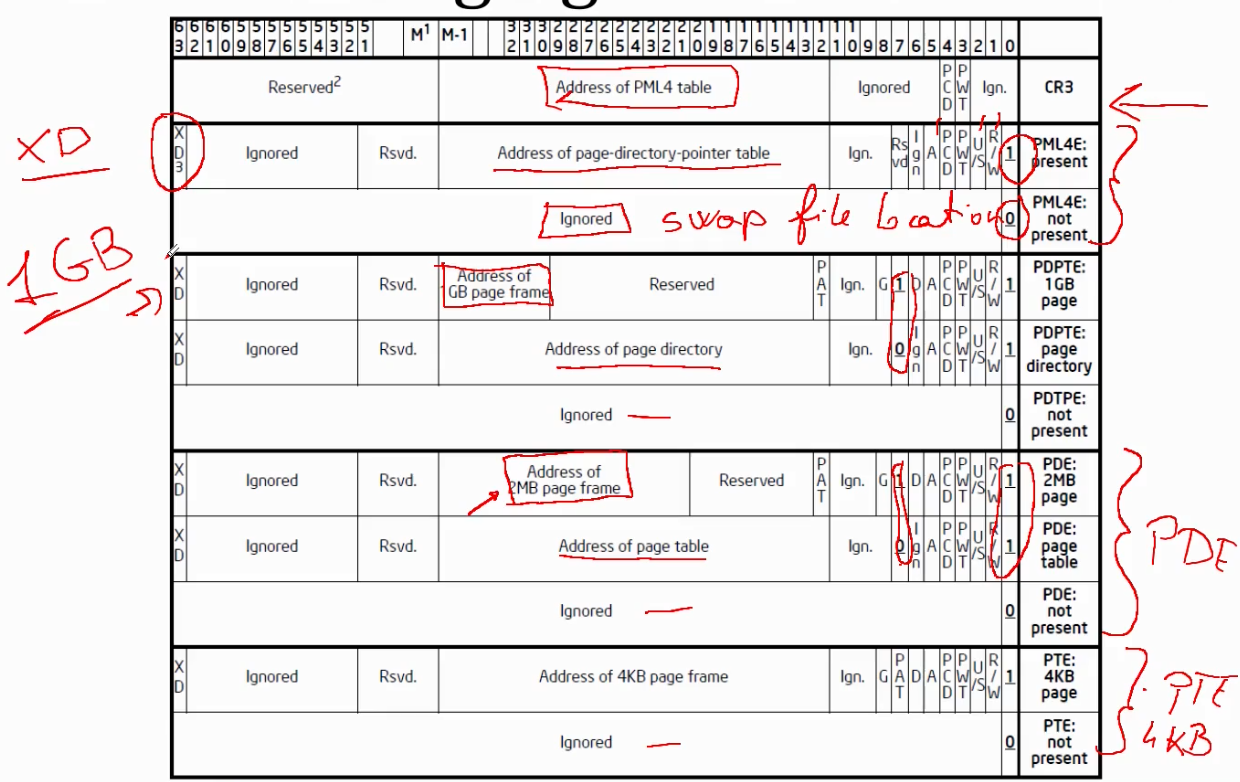 6 6 6 6 5 5 5 5 5 5 5 5 5 M¹ M-1 3 3 3 2 2 2 2 2 2 2 2 2 2 1 1 1 1 1 1 1 1 1 1
3 2 1 0 9 8 7 6 5 4 3 2 1 2 1 0 9 8 7 6 5 4 3 2 1 0 9 8 7 6 5 4 3 2 1 0 9 8 7 6 5 4 3 2 1 0
Reserved² Address of PML4 table Ignored PCD PWT Ign. CR3
XD
XD3 Ignored Rsvd. Address of page-directory-pointer table Ign. Rsvd Ign A PCD PWT U/S R/W 1 PML4E: present
Ignored swap file location 0 PML4E: not present
1GB
XD Ignored Rsvd. Address of 1GB page frame Reserved PAT Ign. G 1 D A PCD PWT U/S R/W 1 PDPTE: 1GB page
XD Ignored Rsvd. Address of page directory Ign. 0 Ign A PCD PWT U/S R/W 1 PDPTE: page directory
Ignored 0 PDTPE: not present
XD Ignored Rsvd. Address of 2MB page frame Reserved PAT Ign. G 1 D A PCD PWT U/S R/W 1 PDE: 2MB page
XD Ignored Rsvd. Address of page table Ign. 0 Ign A PCD PWT U/S R/W 1 PDE: page table
PDE
Ignored 0 PDE: not present
XD Ignored Rsvd. Address of 4KB page frame Ign. G PAT D A PCD PWT U/S R/W 1 PTE: 4KB page
PTE
4KB
Ignored 0 PTE: not present